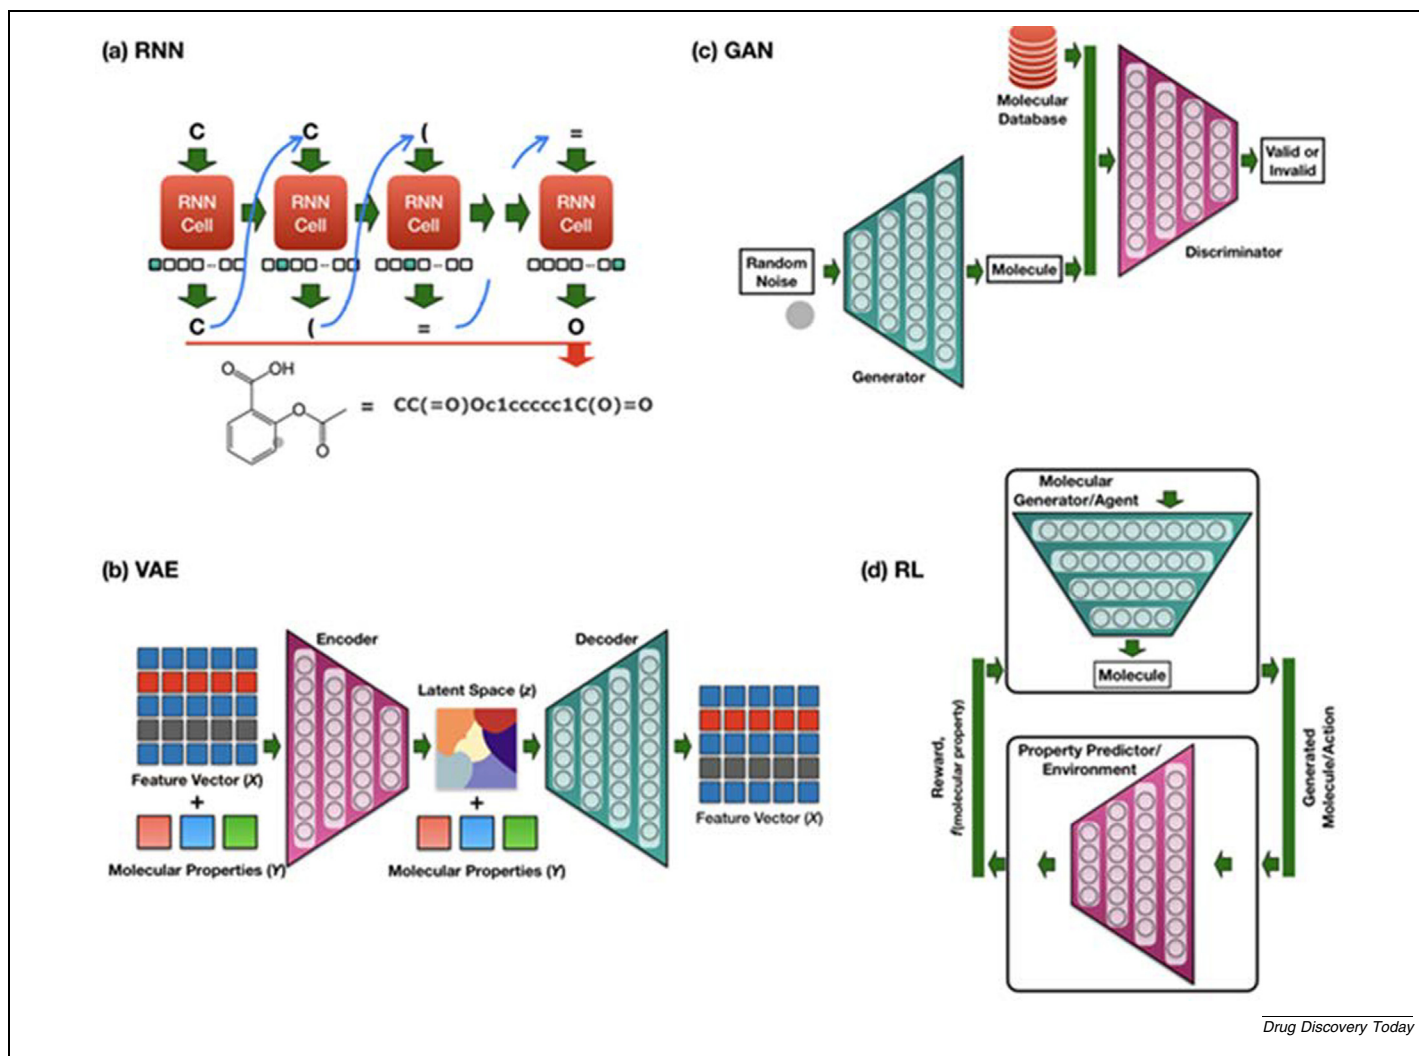 (a) RNN
C C ( =
RNN
Cell
RNN
Cell
RNN
Cell
RNN
Cell
C ( = O
O OH
O
O
= CC(=O)Oc1ccccc1C(O)=O
(c) GAN
Molecular
Database
Valid or
Invalid
Discriminator
Random
Noise
Molecule
Generator
(b) VAE
Encoder
Decoder
Latent Space (z)
Feature Vector (X)
+
Molecular Properties (Y)
+
Molecular Properties (Y)
Feature Vector (X)
(d) RL
Molecular
Generator/Agent
Molecule
Reward,
f(molecular property)
Generated
Molecule/Action
Property Predictor/
Environment
Drug Discovery Today